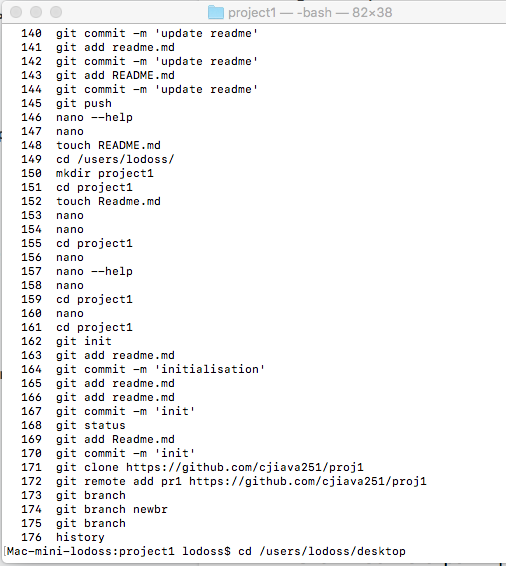 project1 — -bash — 82×38
140 git commit -m 'update readme'
141 git add readme.md
142 git commit -m 'update readme'
143 git add README.md
144 git commit -m 'update readme'
145 git push
146 nano --help
147 nano
148 touch README.md
149 cd /users/lodoss/
150 mkdir project1
151 cd project1
152 touch Readme.md
153 nano
154 nano
155 cd project1
156 nano
157 nano --help
158 nano
159 cd project1
160 nano
161 cd project1
162 git init
163 git add readme.md
164 git commit -m 'initialisation'
165 git add readme.md
166 git add readme.md
167 git commit -m 'init'
168 git status
169 git add Readme.md
170 git commit -m 'init'
171 git clone https://github.com/cjiava251/proj1
172 git remote add pr1 https://github.com/cjiava251/proj1
173 git branch
174 git branch newbr
175 git branch
176 history
[Mac-mini-lodoss:project1 lodoss$ cd /users/lodoss/desktop